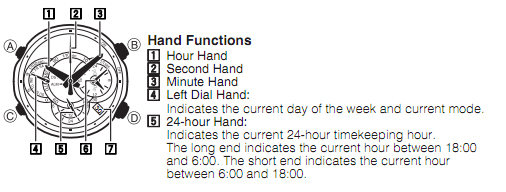 1 2 3
A B
C D
4 5 6 7
Hand Functions
1 Hour Hand
2 Second Hand
3 Minute Hand
4 Left Dial Hand:
Indicates the current day of the week and current mode.
5 24-hour Hand:
Indicates the current 24-hour timekeeping hour.
The long end indicates the current hour between 18:00
and 6:00. The short end indicates the current hour
between 6:00 and 18:00.